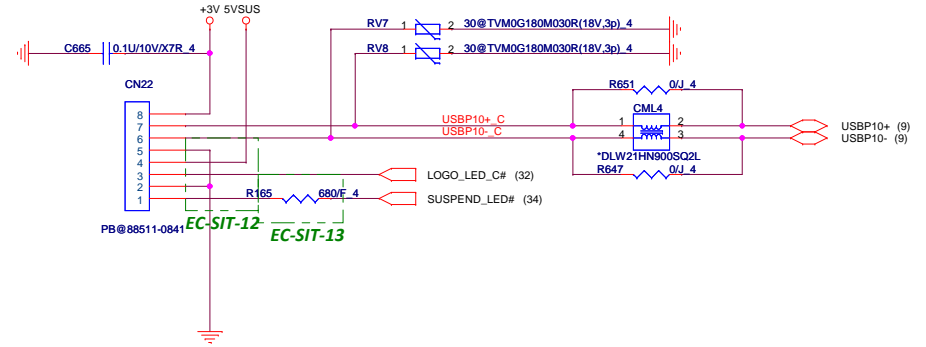 +3V 5VSUS
C665 0.1U/10V/X7R_4
RV7 1 2 30@TVM0G180M030R(18V,3p)_4
RV8 1 2 30@TVM0G180M030R(18V,3p)_4
CN22
8
7
6
5
4
3
2
1
PB@88511-0841
USBP10+_C
USBP10-_C
R651 0/J_4
CML4
1 2
4 3
*DLW21HN900SQ2L
R647 0/J_4
USBP10+ (9)
USBP10- (9)
LOGO_LED_C# (32)
R165 680/F_4 SUSPEND_LED# (34)
EC-SIT-12
EC-SIT-13